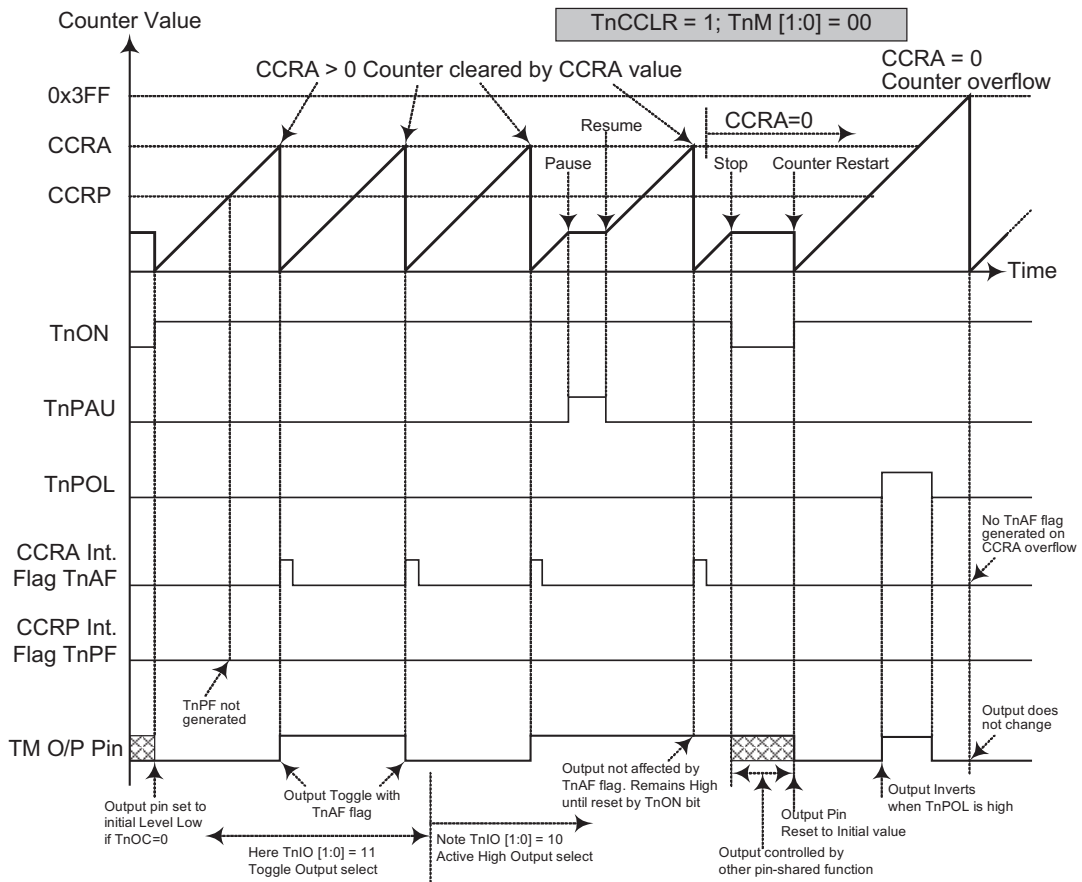 Counter Value
TnCCLR = 1; TnM [1:0] = 00
CCRA > 0 Counter cleared by CCRA value
CCRA = 0
Counter overflow
0x3FF
CCRA
CCRP
Resume
CCRA=0
Pause
Stop
Counter Restart
Time
TnON
TnPAU
TnPOL
No TnAF flag
generated on
CCRA overflow
CCRA Int.
Flag TnAF
CCRP Int.
Flag TnPF
TnPF not
generated
Output does
not change
TM O/P Pin
Output pin set to
initial Level Low
if TnOC=0
Output Toggle with
TnAF flag
Output not affected by
TnAF flag. Remains High
until reset by TnON bit
Output Inverts
when TnPOL is high
Output Pin
Reset to Initial value
Here TnIO [1:0] = 11
Toggle Output select
Note TnIO [1:0] = 10
Active High Output select
Output controlled by
other pin-shared function